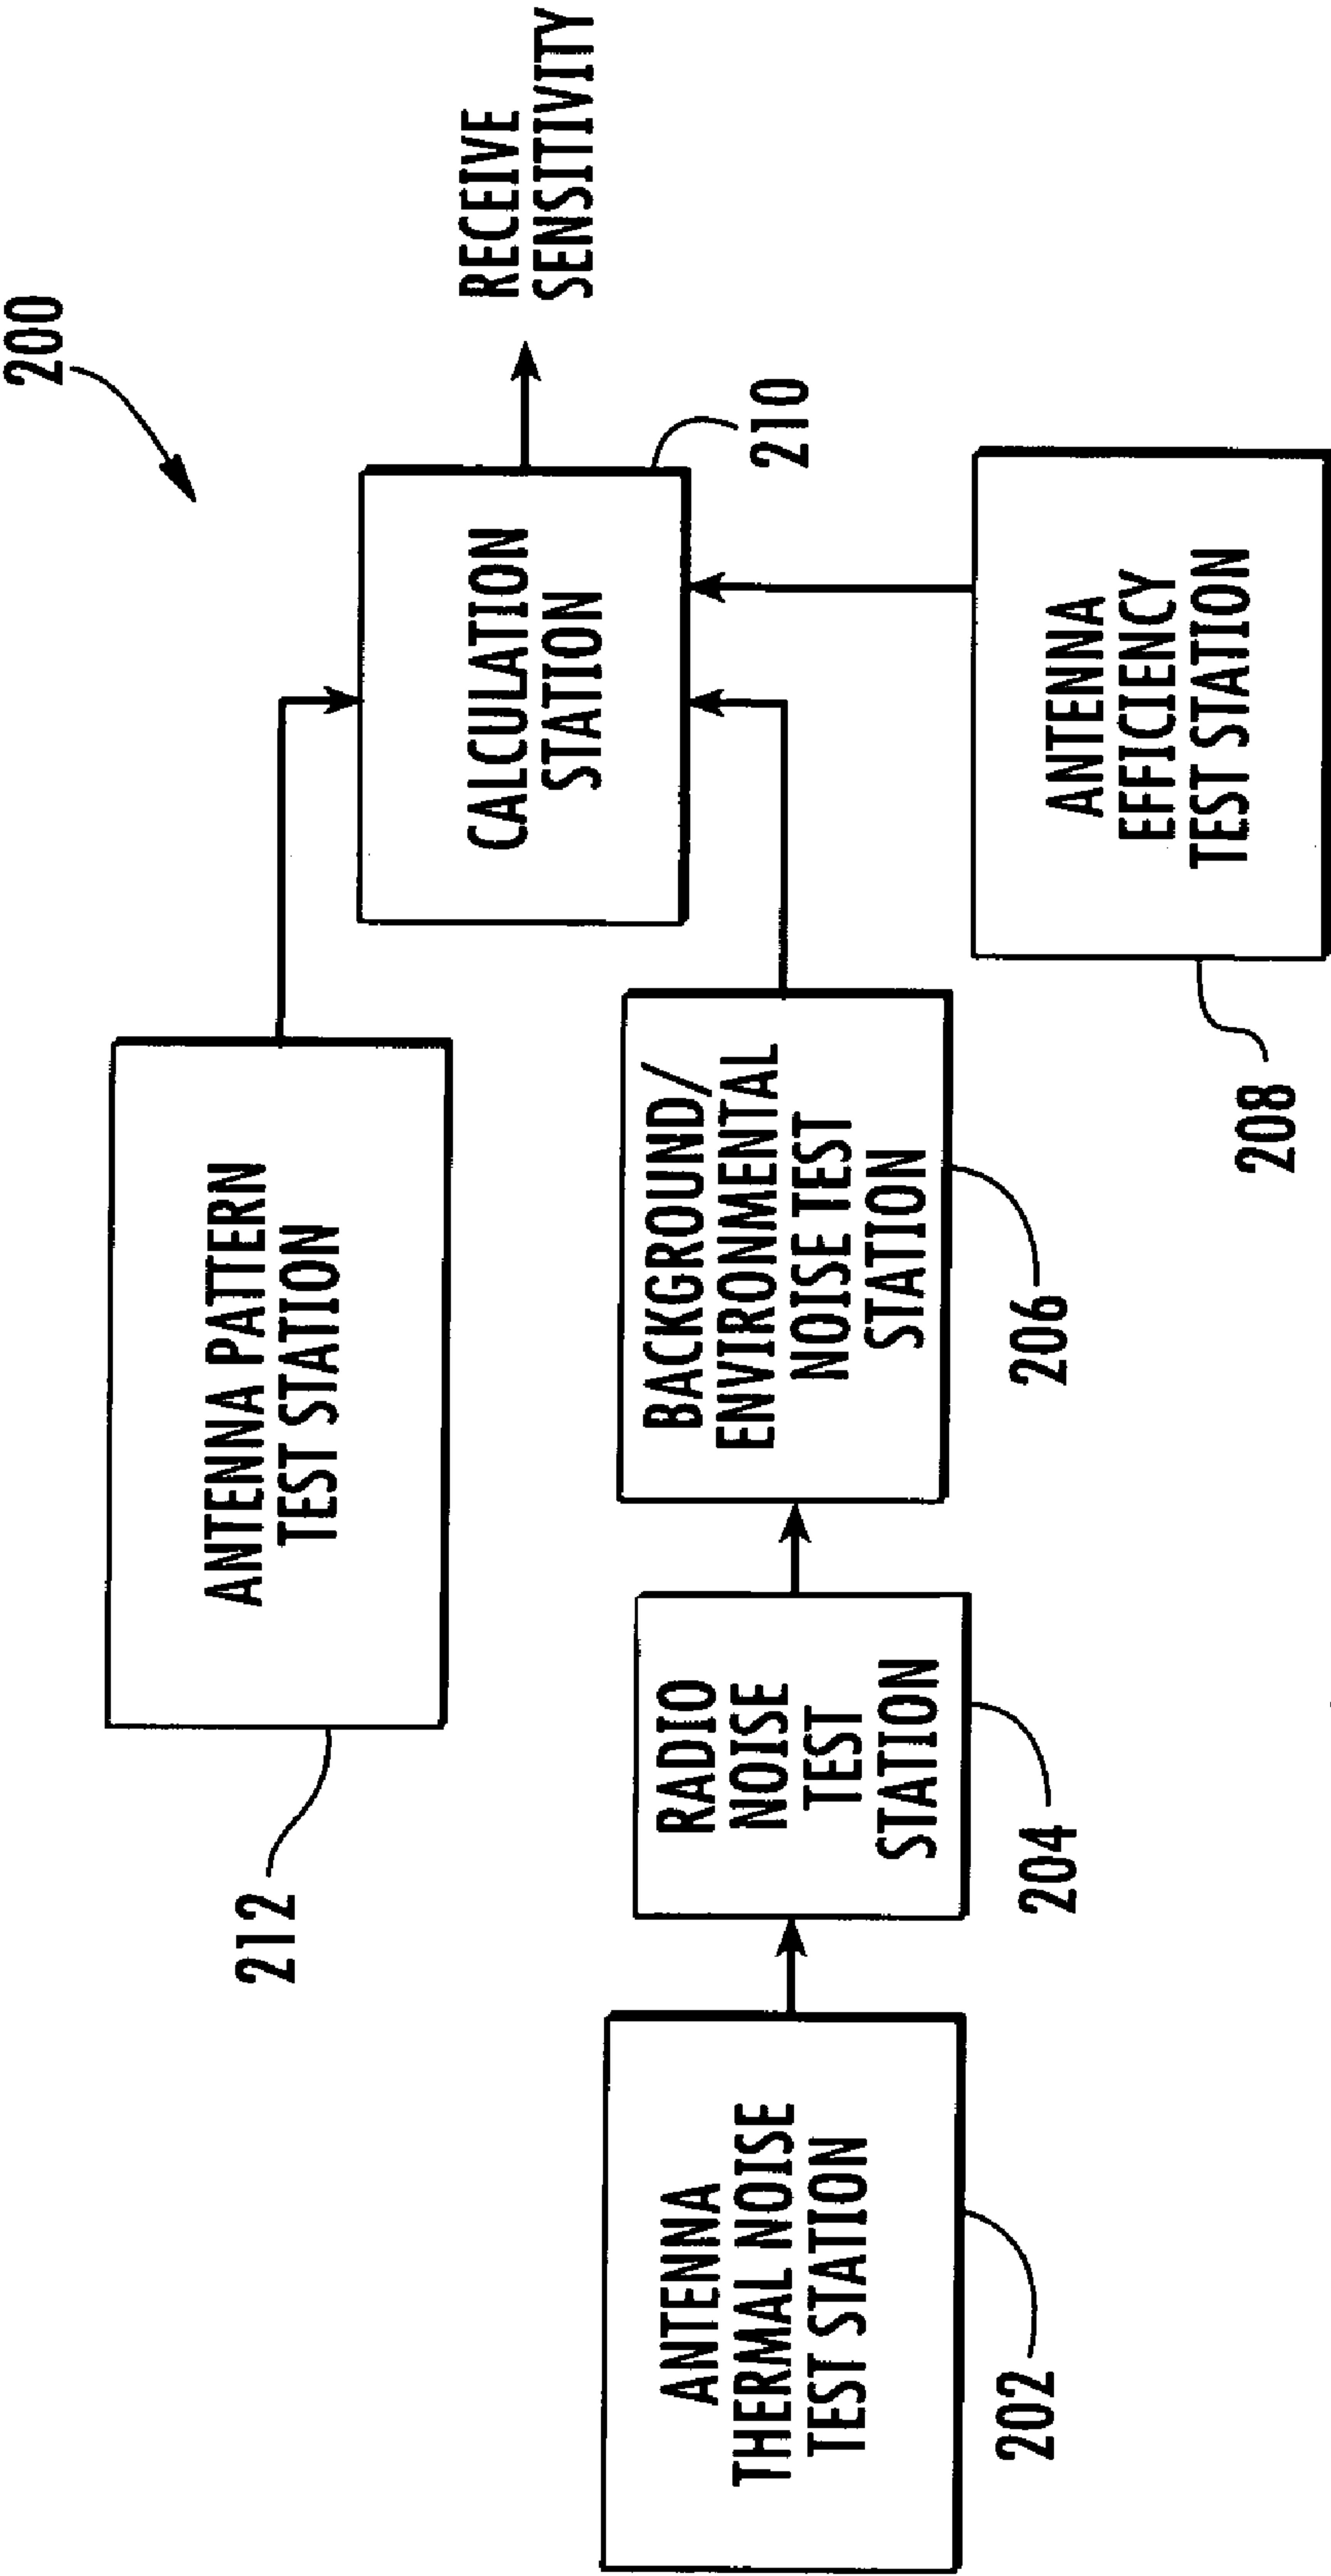 200
ANTENNA PATTERN
TEST STATION
212
CALCULATION
STATION
210
RECEIVE
SENSITIVITY
ANTENNA
THERMAL NOISE
TEST STATION
202
RADIO
NOISE
TEST
STATION
204
BACKGROUND/
ENVIRONMENTAL
NOISE TEST
STATION
206
ANTENNA
EFFICIENCY
TEST STATION
208